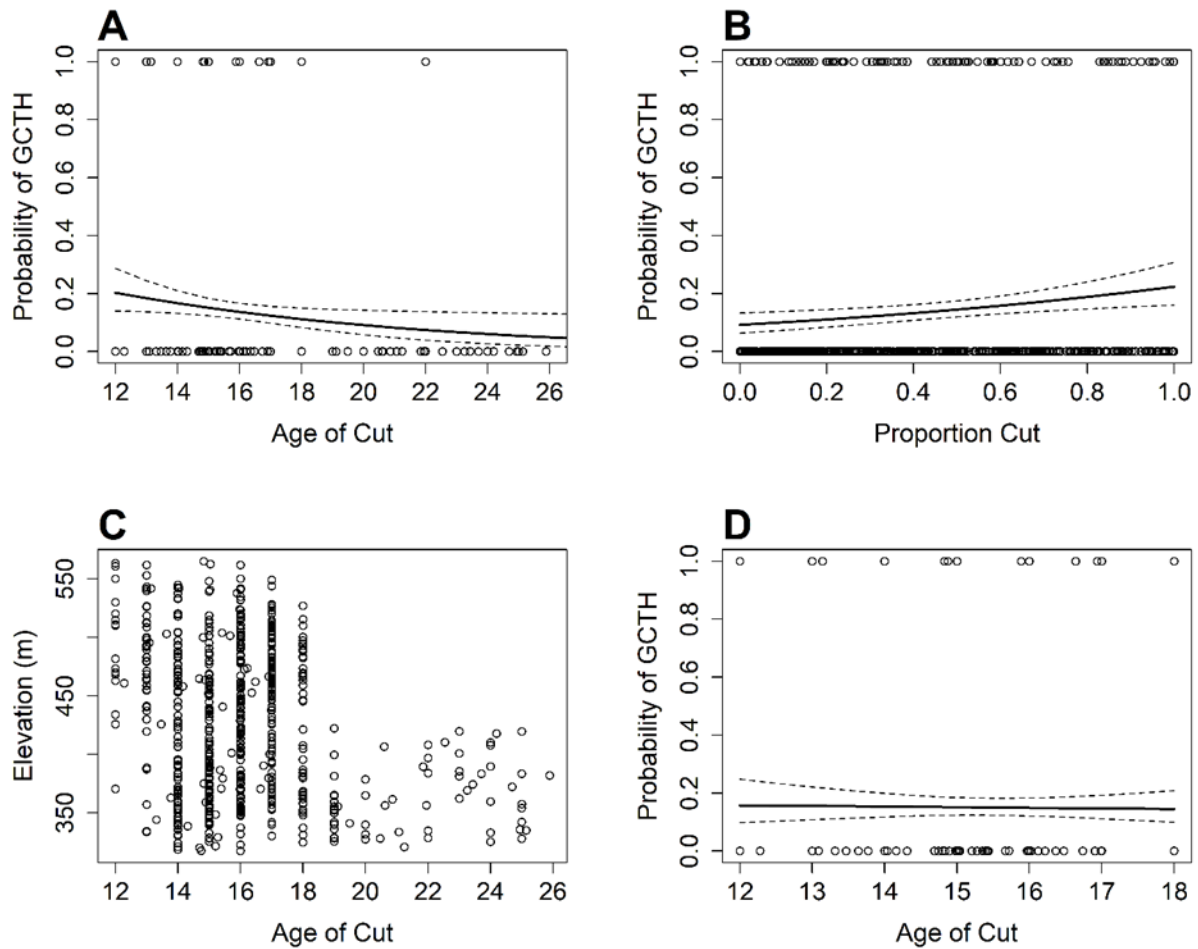 A
Probability of GCTH
0.0 0.2 0.4 0.6 0.8 1.0
12 14 16 18 20 22 24 26
Age of Cut
B
Probability of GCTH
0.0 0.2 0.4 0.6 0.8 1.0
0.0 0.2 0.4 0.6 0.8 1.0
Proportion Cut
C
Elevation (m)
350 450 550
12 14 16 18 20 22 24 26
Age of Cut
D
Probability of GCTH
0.0 0.2 0.4 0.6 0.8 1.0
12 13 14 15 16 17 18
Age of Cut